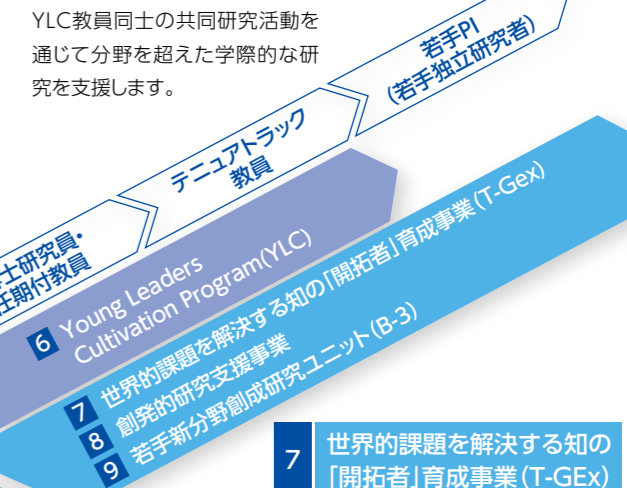 YLC教員同士の共同研究活動を
通じて分野を超えた学際的な研
究を支援します。
若手PI
(若手独立研究者)
テニュアトラック
教員
士研究員・
任期付教員
6 Young Leaders
Cultivation Program(YLC)
7 世界的課題を解決する知の「開拓者」育成事業(T-Gex)
8 創発的研究支援事業
9 若手新分野創成研究ユニット(B-3)
7 世界的課題を解決する知の
「開拓者」育成事業(T-GEx)